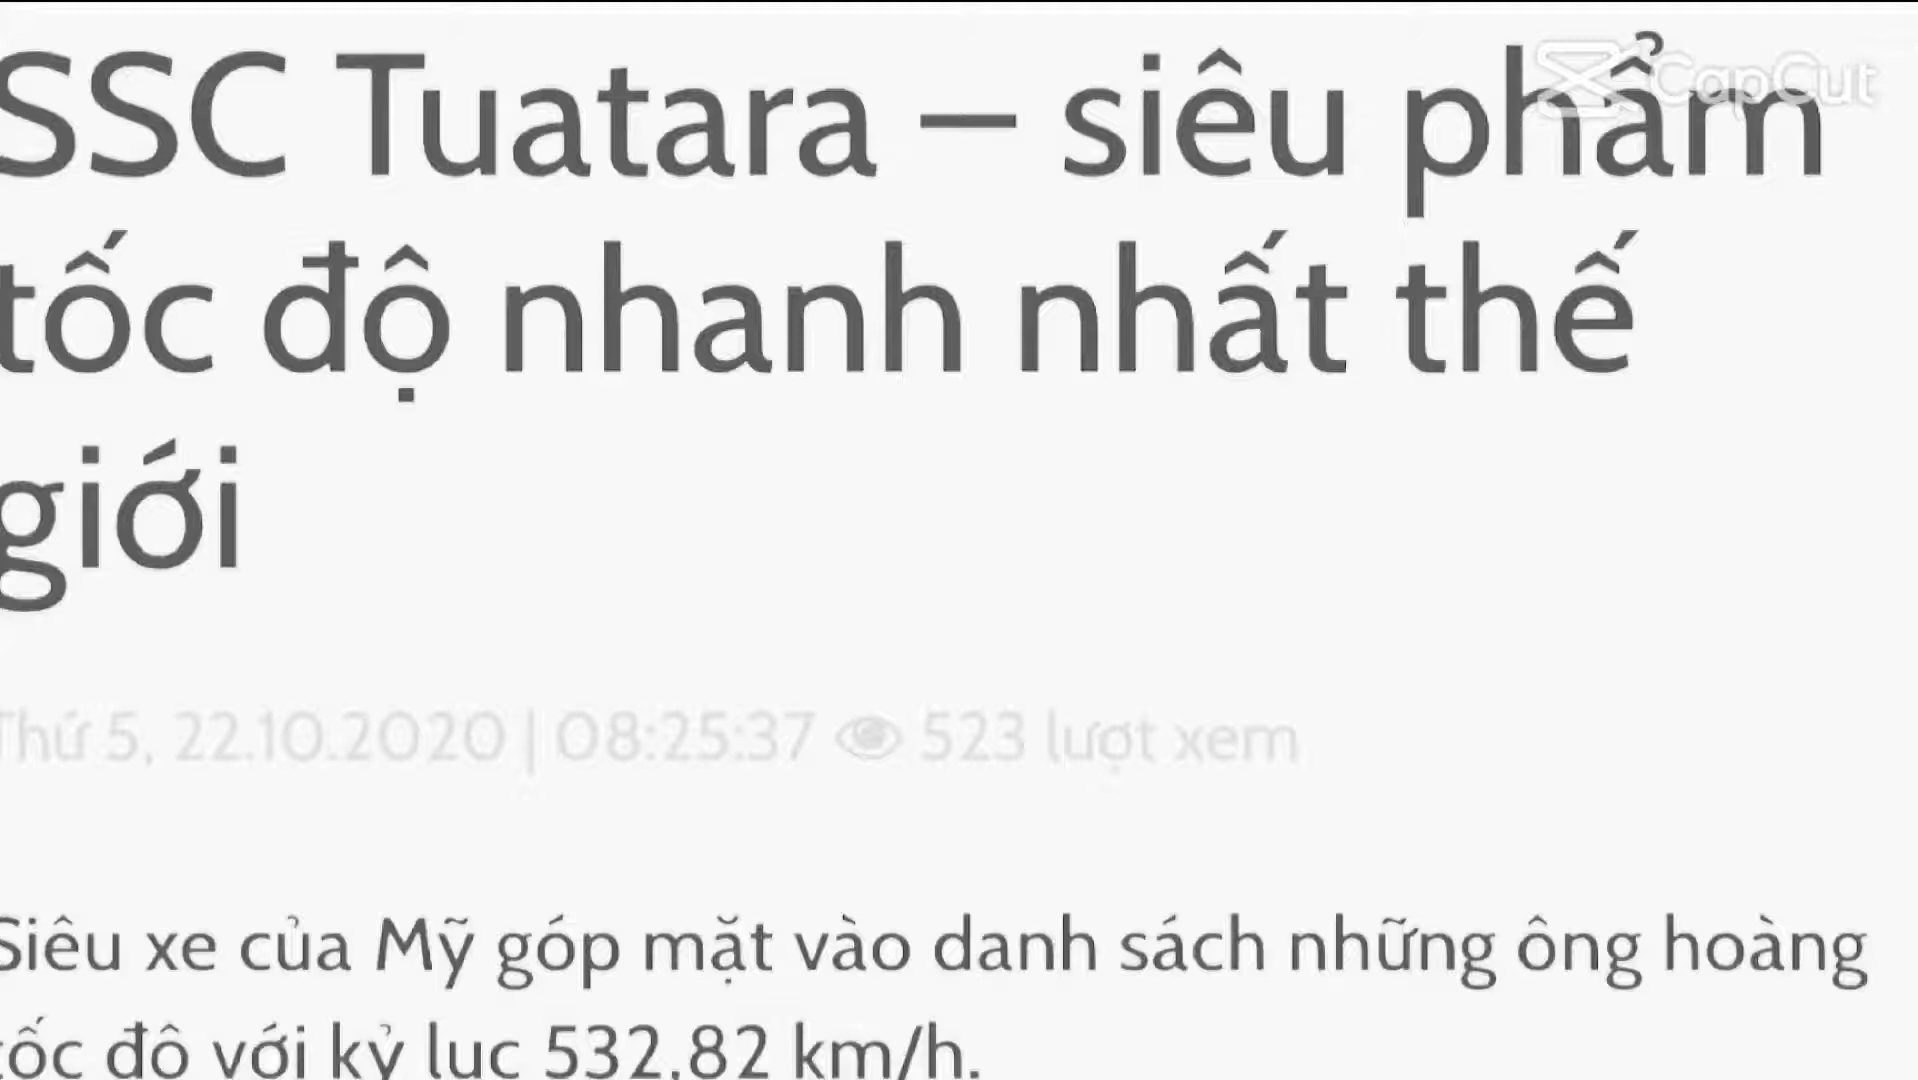 SSC Tuatara – siêu phẩm
CapCut
tốc độ nhanh nhất thế
giới
Thứ 5, 22.10.2020 | 08:25:37 523 lượt xem
Siêu xe của Mỹ góp mặt vào danh sách những ông hoàng
tốc độ với kỷ lục 532,82 km/h.